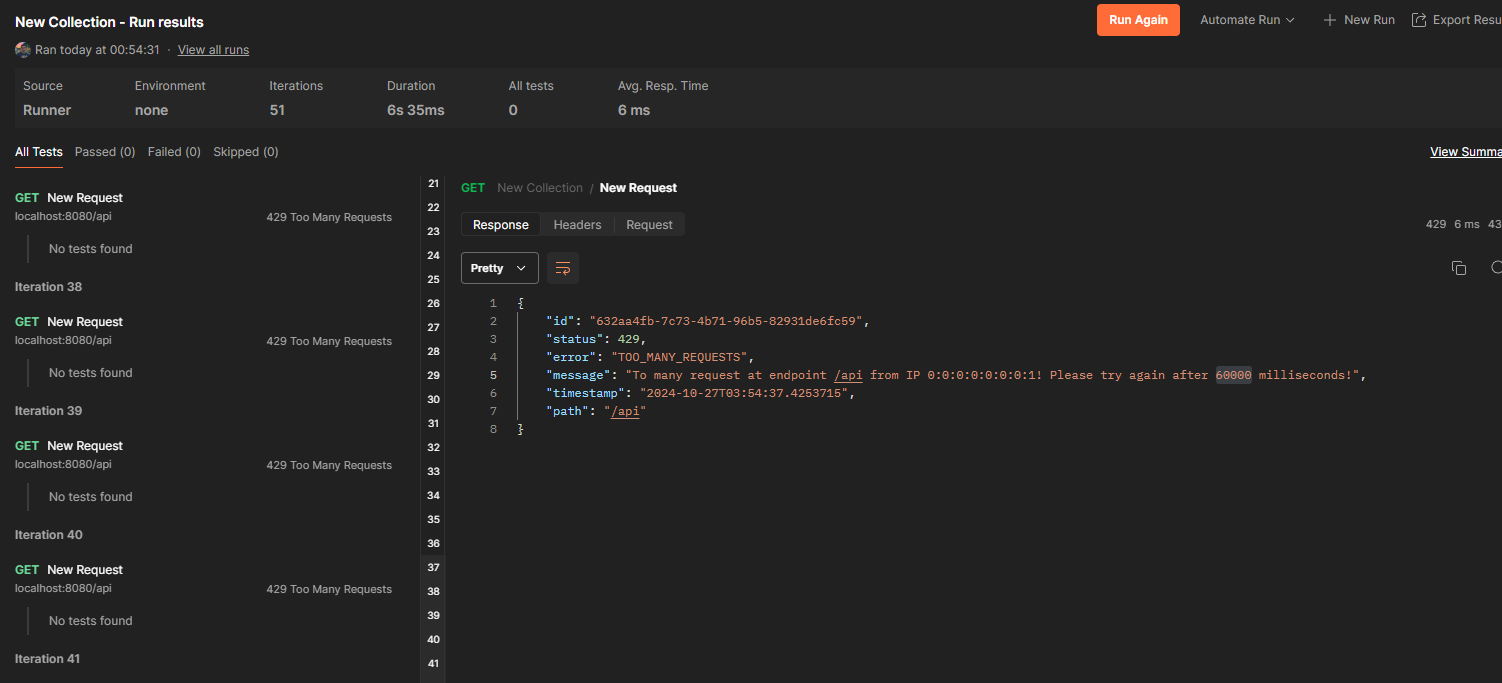 New Collection - Run results
Run Again
Automate Run
New Run
Export Resu
Ran today at 00:54:31 · View all runs
Source Environment Iterations Duration All tests Avg. Resp. Time
Runner none 51 6s 35ms 0 6 ms
All Tests Passed (0) Failed (0) Skipped (0)
View Summa
GET New Request
localhost:8080/api 429 Too Many Requests
No tests found
Iteration 38
GET New Request
localhost:8080/api 429 Too Many Requests
No tests found
Iteration 39
GET New Request
localhost:8080/api 429 Too Many Requests
No tests found
Iteration 40
GET New Request
localhost:8080/api 429 Too Many Requests
No tests found
Iteration 41
21
22
23
24
25
26
27
28
29
30
31
32
33
34
35
36
37
38
39
40
41
GET New Collection / New Request
Response Headers Request
429 6 ms 43
Pretty
1 {
2 "id": "632aa4fb-7c73-4b71-96b5-82931de6fc59",
3 "status": 429,
4 "error": "TOO_MANY_REQUESTS",
5 "message": "To many request at endpoint /api from IP 0:0:0:0:0:0:0:1! Please try again after 60000 milliseconds!",
6 "timestamp": "2024-10-27T03:54:37.4253715",
7 "path": "/api"
8 }